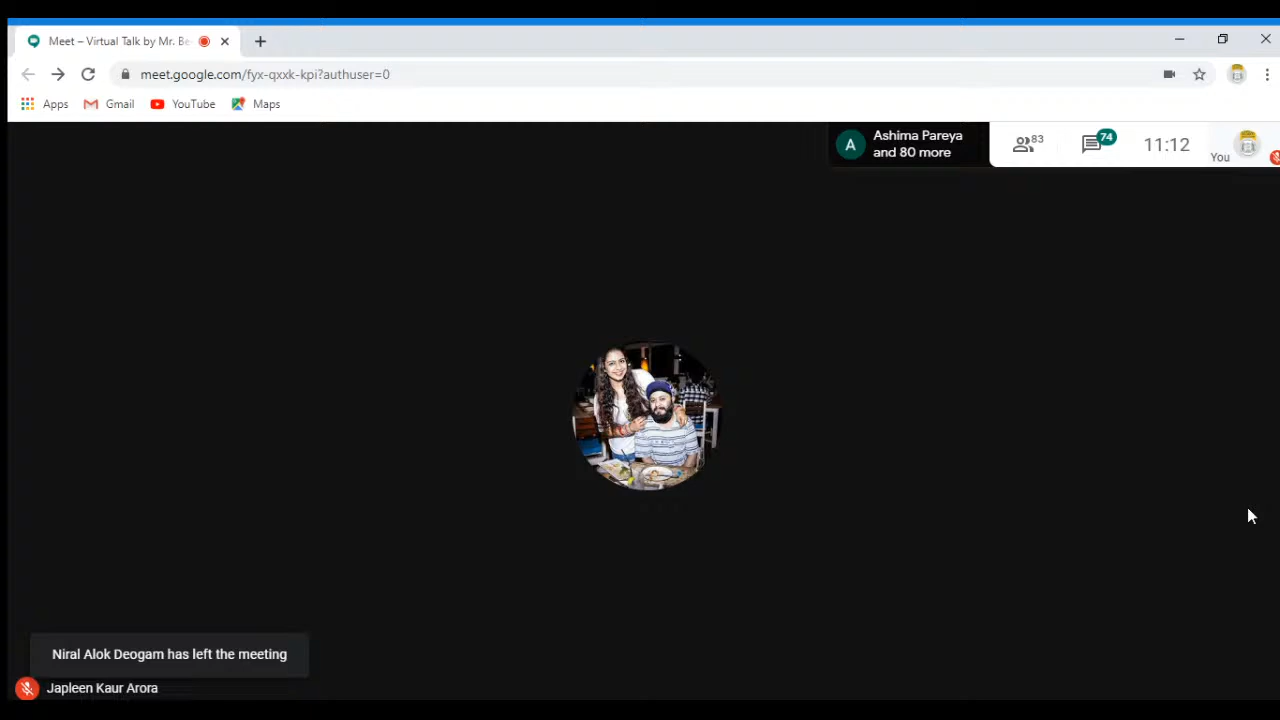 Meet – Virtual Talk by Mr. Be
meet.google.com/fyx-qxxk-kpi?authuser=0
Apps Gmail YouTube Maps
Ashima Pareya
and 80 more
83
74
11:12
You
Niral Alok Deogam has left the meeting
Japleen Kaur Arora